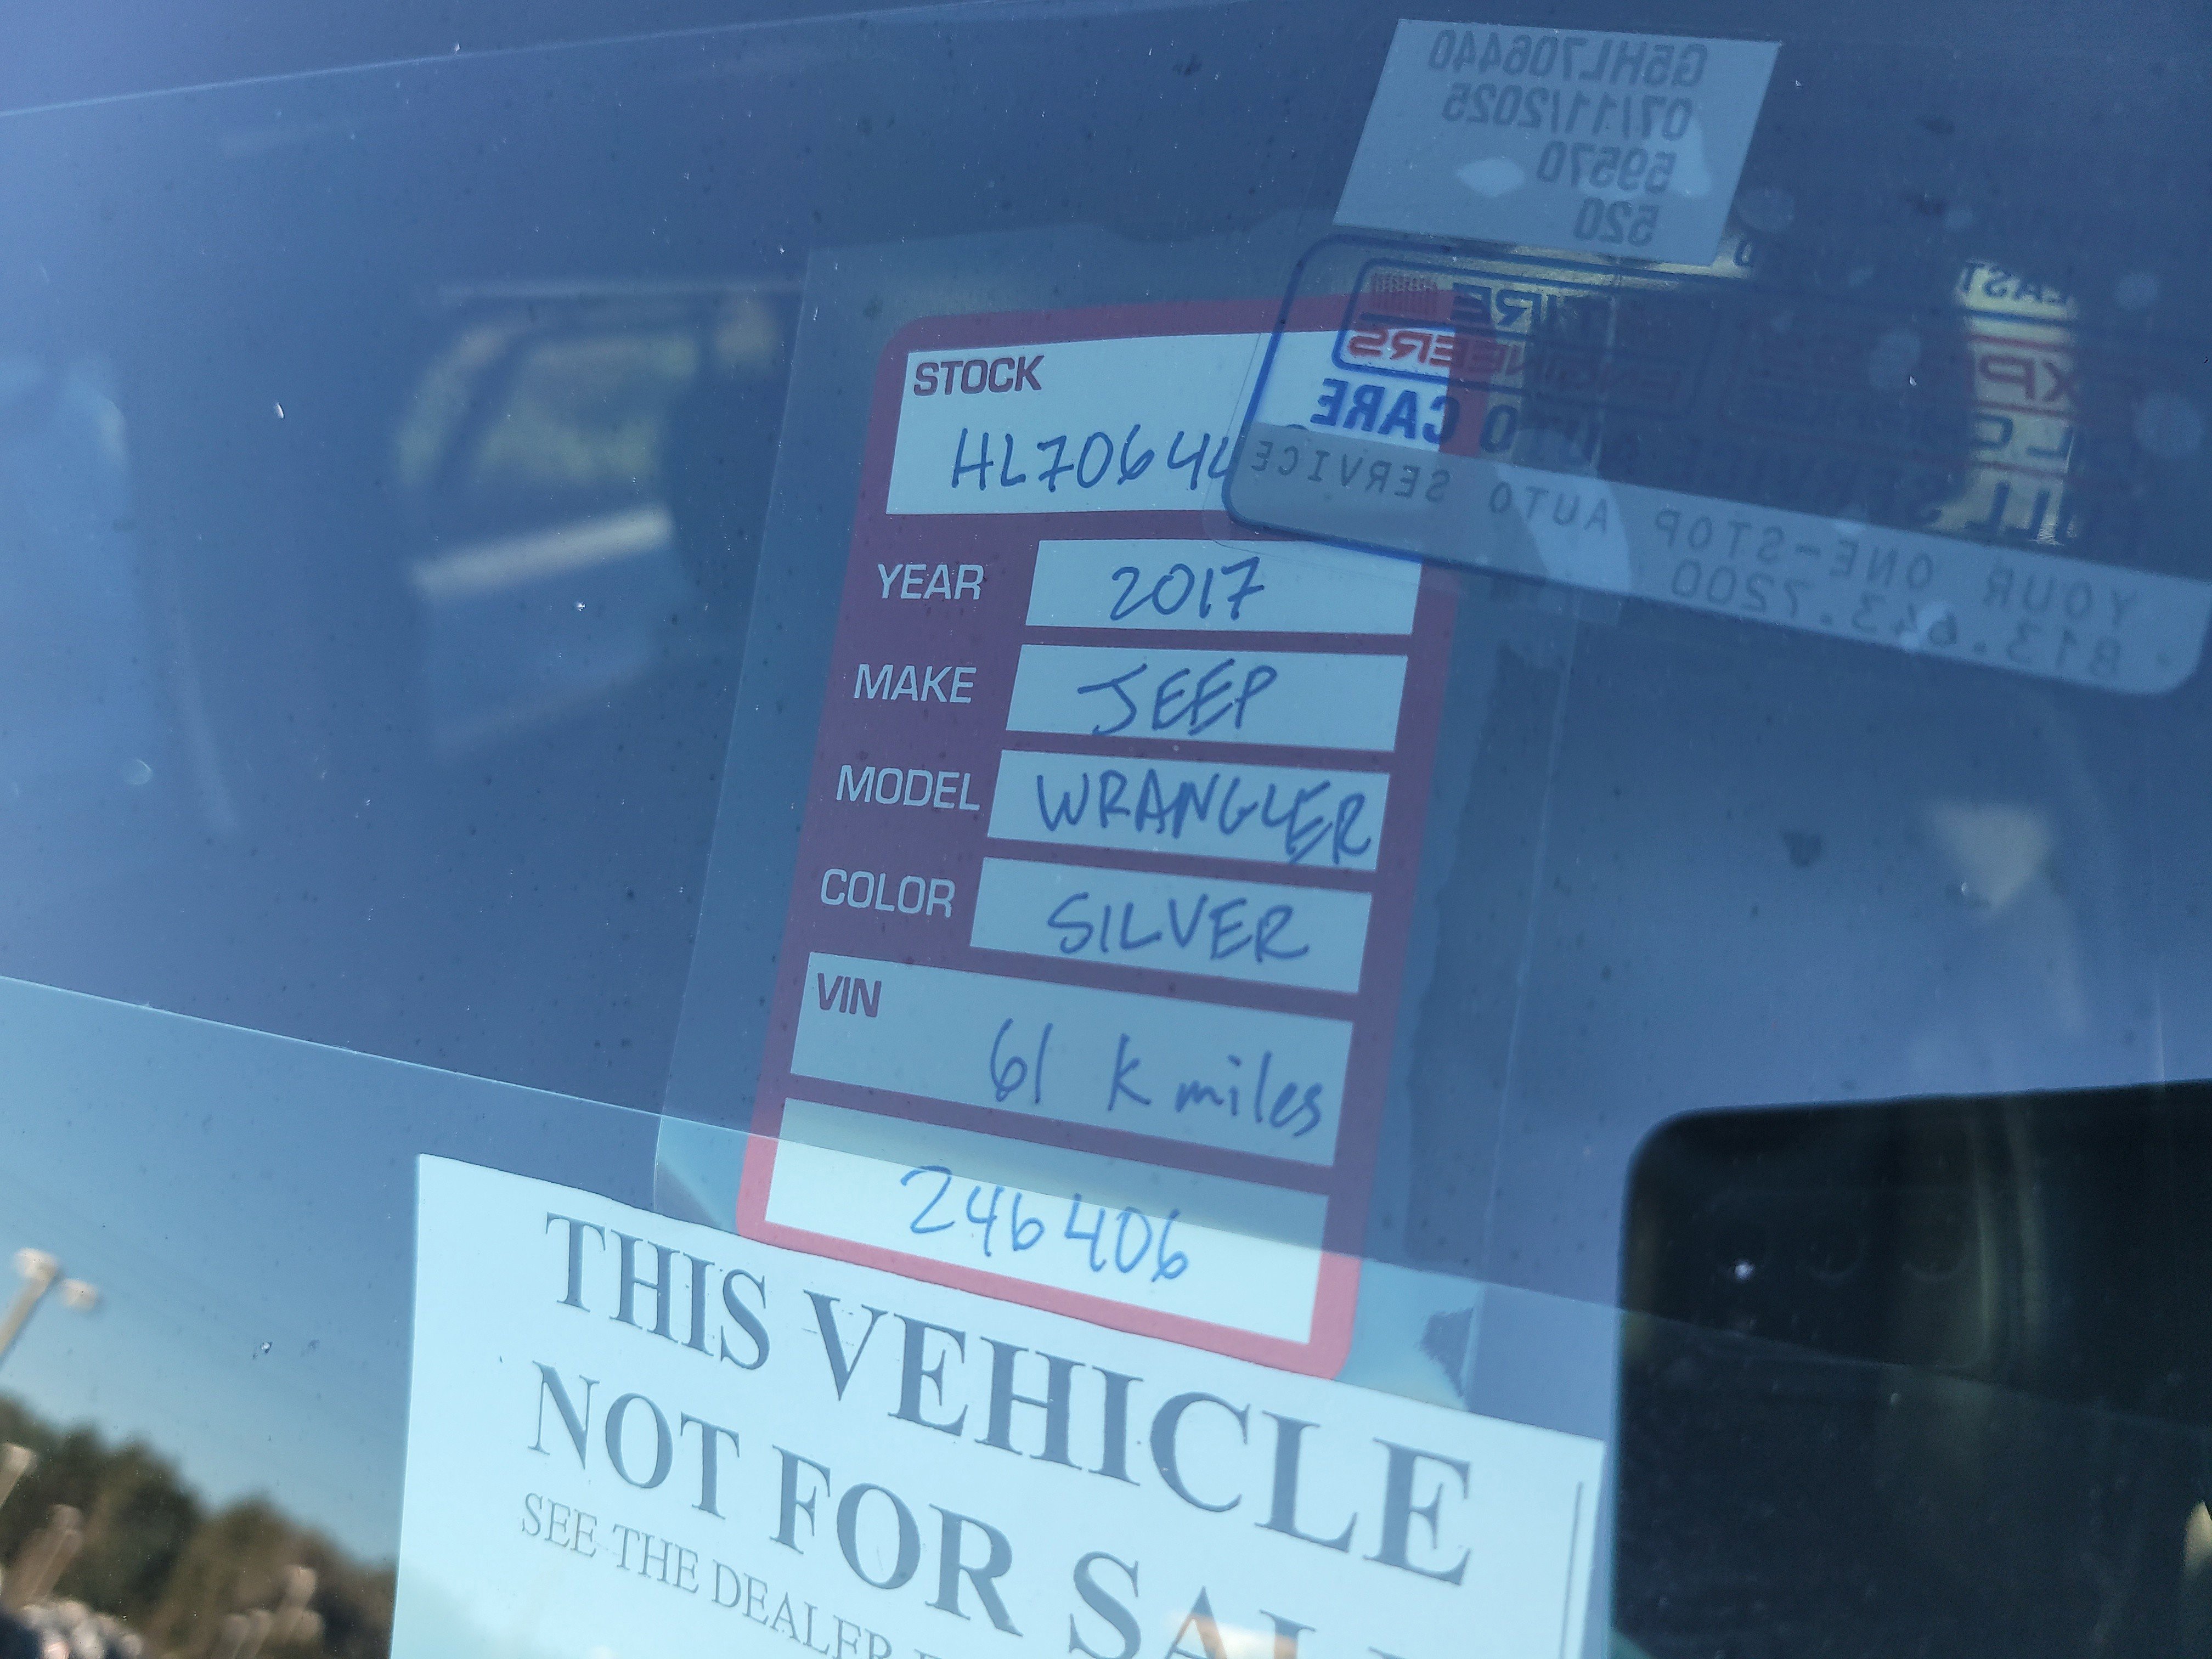 G5HL706440
07/11/2025
59570
520
TIRE
AUTO CARE
YOUR ONE-STOP AUTO SERVICE
813.643.7200
STOCK
HL70644
YEAR 2017
MAKE JEEP
MODEL WRANGLER
COLOR SILVER
VIN
61 K miles
246406
THIS VEHICLE
NOT FOR
SEE THE DEALER